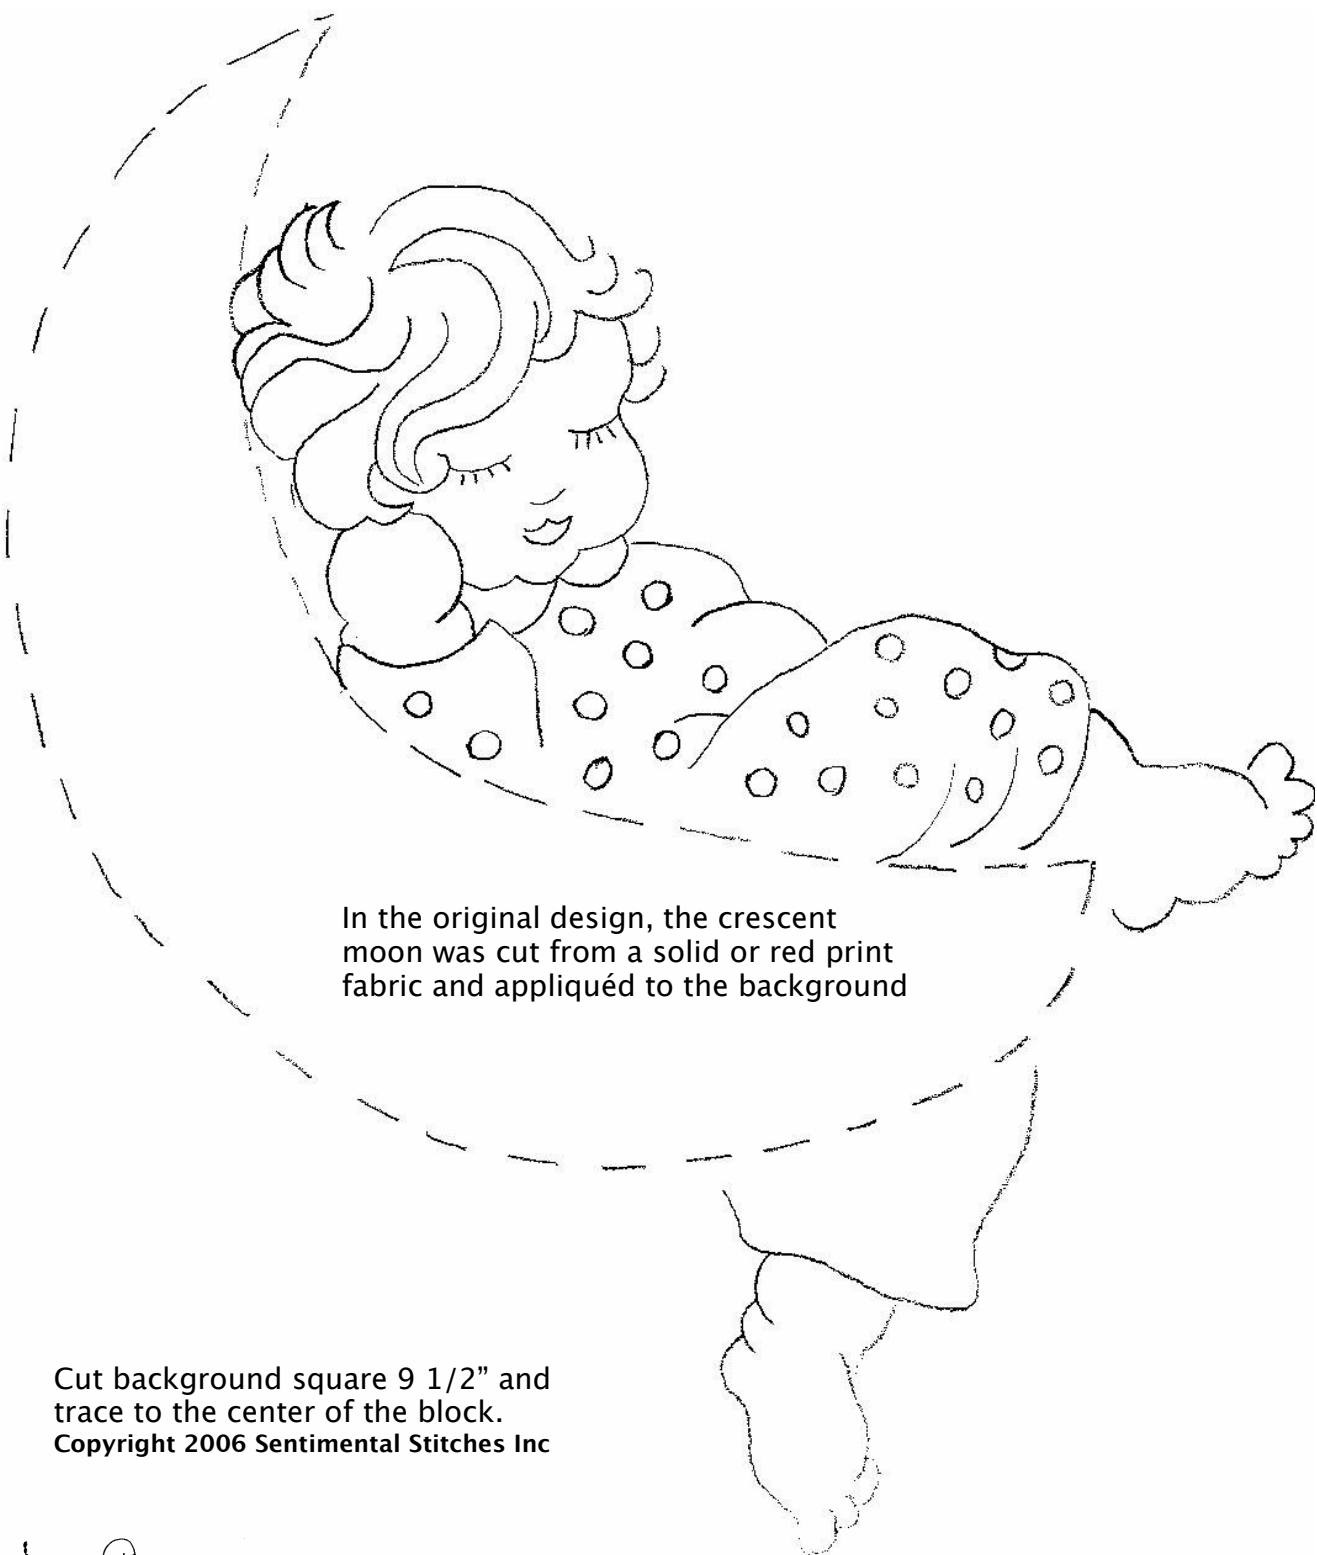 In the original design, the crescent
moon was cut from a solid or red print
fabric and appliquéd to the background
Cut background square 9 1/2” and
trace to the center of the block.
Copyright 2006 Sentimental Stitches Inc